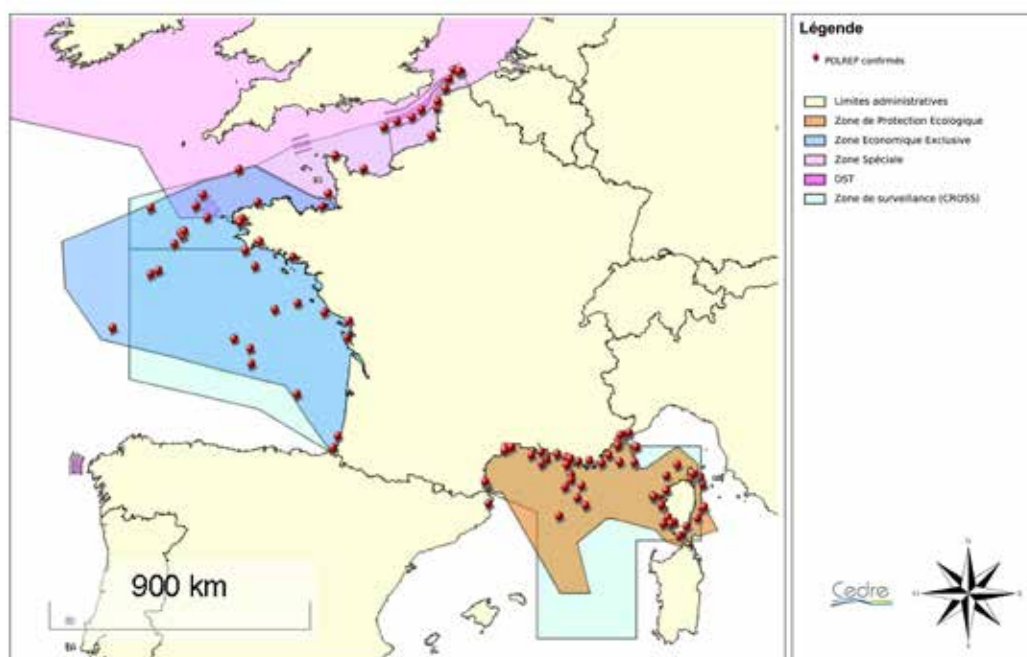 Légende
POLREP confirmés
Limites administratives
Zone de Protection Ecologique
Zone Economique Exclusive
Zone Spéciale
DST
Zone de surveillance (CROSS)
900 km
Cedre